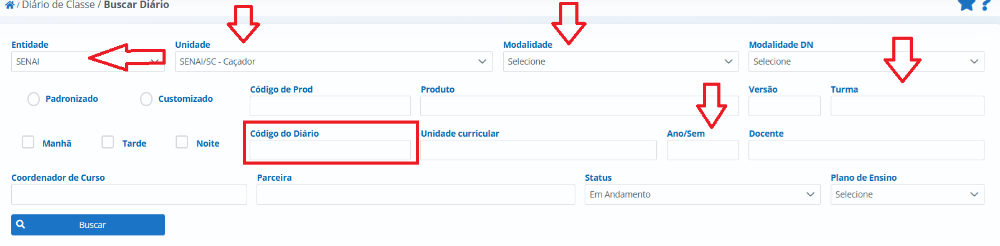 / Diário de Classe / Buscar Diário ?
Entidade Unidade Modalidade Modalidade DN
SENAI SENAI/SC - Caçador Selecione Selecione
Padronizado Customizado Código de Prod Produto Versão Turma
Manhã Tarde Noite Código do Diário Unidade curricular Ano/Sem Docente
Coordenador de Curso Parceira Status Plano de Ensino
Em Andamento Selecione
Buscar